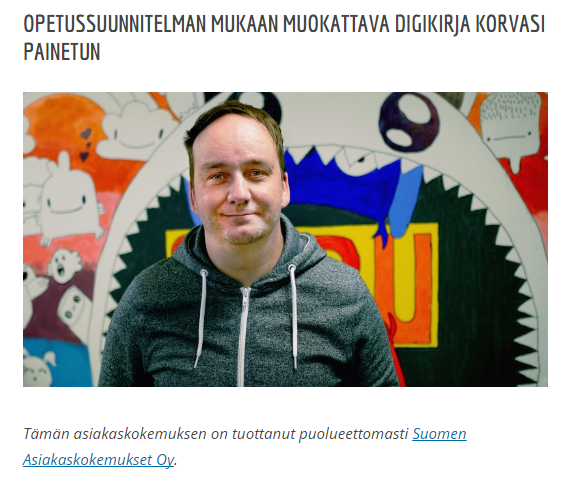 OPETUSSUUNNITELMAN MUKAAN MUOKATTAVA DIGIKIRJA KORVASI
PAINETUN
Tämän asiakaskokemuksen on tuottanut puolueettomasti Suomen
Asiakaskokemukset Oy.